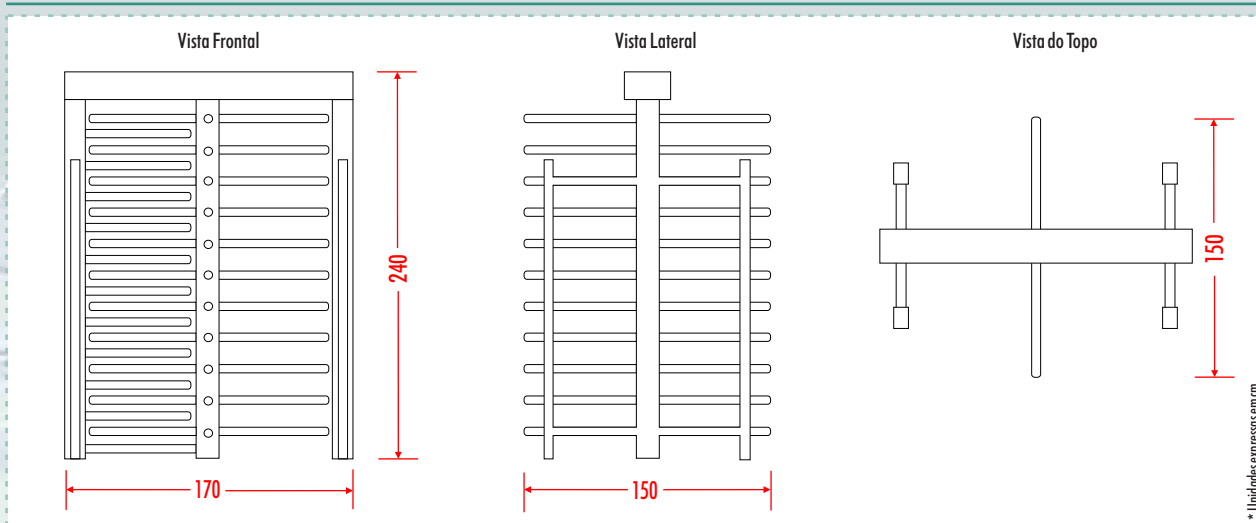 Vista Frontal
Vista Lateral
Vista do Topo
240
150
170
150
* Unidades expressas em cm